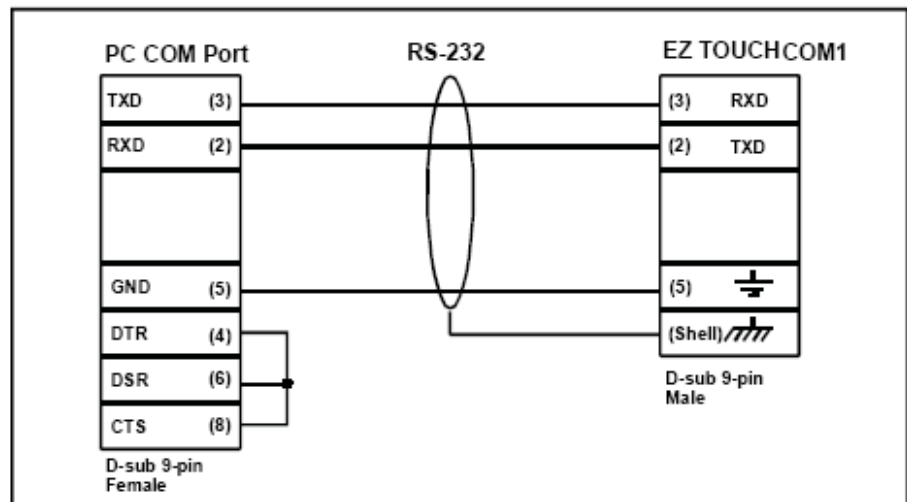 PC COM Port RS-232 EZ TOUCH COM1
TXD (3) (3) RXD
RXD (2) (2) TXD
GND (5) (5)
DTR (4) (Shell)
DSR (6) D-sub 9-pin
Male
CTS (8)
D-sub 9-pin
Female